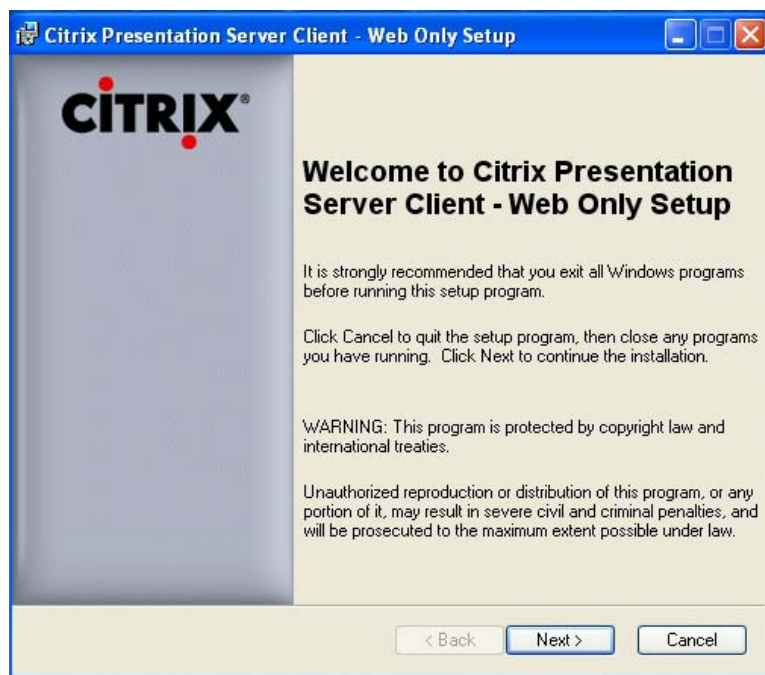 Citrix Presentation Server Client - Web Only Setup
CİTRIX®
Welcome to Citrix Presentation
Server Client - Web Only Setup
It is strongly recommended that you exit all Windows programs
before running this setup program.
Click Cancel to quit the setup program, then close any programs
you have running. Click Next to continue the installation.
WARNING: This program is protected by copyright law and
international treaties.
Unauthorized reproduction or distribution of this program, or any
portion of it, may result in severe civil and criminal penalties, and
will be prosecuted to the maximum extent possible under law.
< Back Next > Cancel